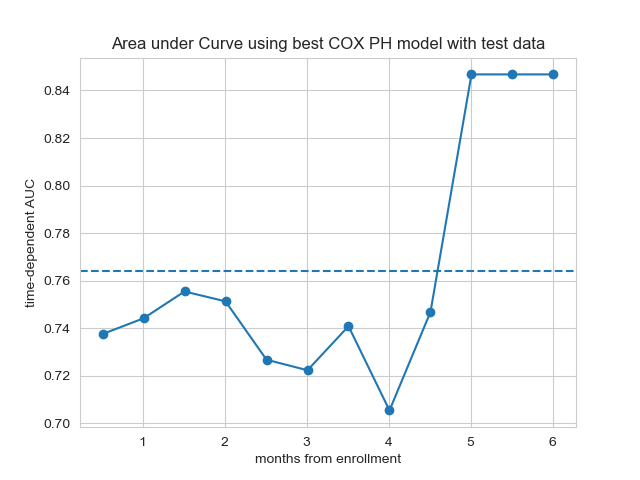 Area under Curve using best COX PH model with test data
time-dependent AUC
0.84
0.82
0.80
0.78
0.76
0.74
0.72
0.70
1 2 3 4 5 6
months from enrollment